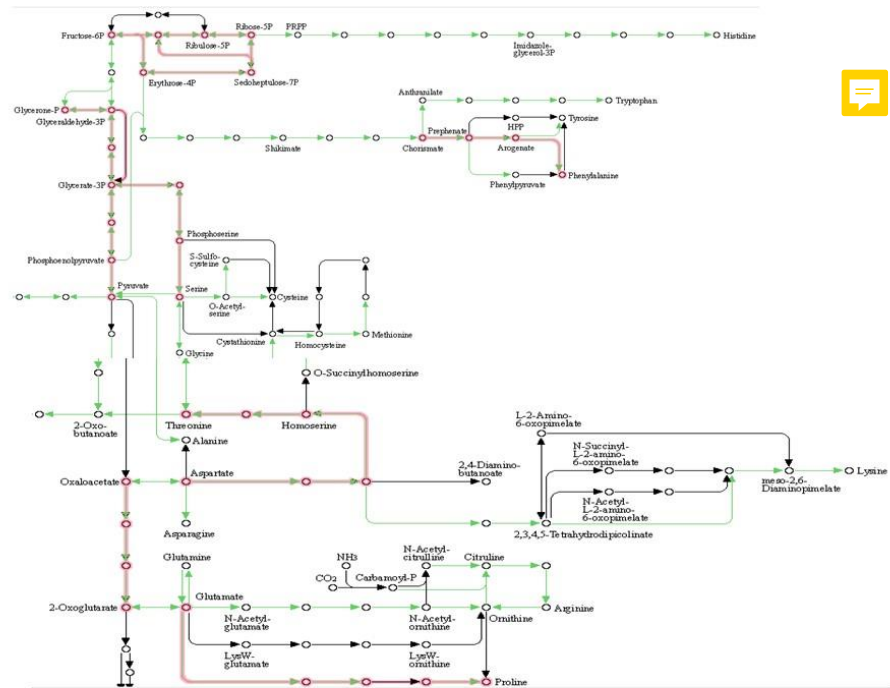 Fructose-6P
Ribulose-5P
Ribose-5P
PRPP
Imidazole-
glycerol-3P
Histidine
Erythrose-4P
Sedoheptulose-7P
Glycerone-P
Glyceraldehyde-3P
Anthranilate
Tryptophan
Shikimate
Chorismate
Prephenate
HPP
Tyrosine
Arogenate
Phenylpyruvate
Phenylalanine
Glycerate-3P
Phosphoserine
Phosphoenolpyruvate
S-Sulfo-
cysteine
Pyruvate
Serine
O-Acetyl-
serine
Cysteine
Cystathionine
Homocysteine
Methionine
Glycine
O-Succinylhomoserine
2-Oxo-
butanoate
Threonine
Homoserine
Alanine
L-2-Amino-
6-oxopimelate
N-Succinyl-
L-2-amino-
6-oxopimelate
Oxaloacetate
Aspartate
2,4-Diamino-
butanoate
meso-2,6-
Diaminopimelate
Lysine
N-Acetyl-
L-2-amino-
6-oxopimelate
Asparagine
2,3,4,5-Tetrahydrodipicolinate
Glutamine
NH3
CO2
Carbamoyl-P
N-Acetyl-
citrulline
Citruline
2-Oxoglutarate
Glutamate
N-Acetyl-
glutamate
N-Acetyl-
ornithine
Ornithine
Arginine
LysW-
glutamate
LysW-
ornithine
Proline